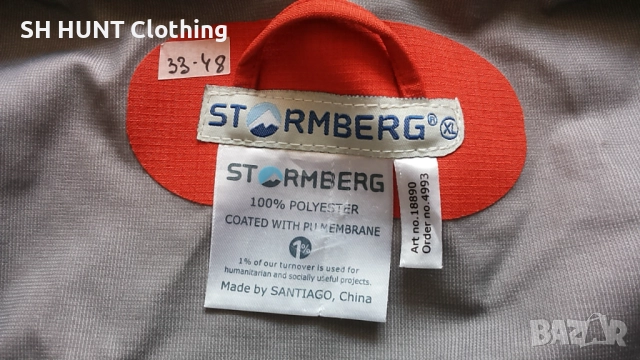 SH HUNT Clothing
33-48
STORMBERG® XL
STORMBERG
100% POLYESTER
COATED WITH PU MEMBRANE
1%
1% of our turnover is used for
humanitarian and socially useful projects.
Made by SANTIAGO, China
Art no.18890
Order no.4993
BAZAR